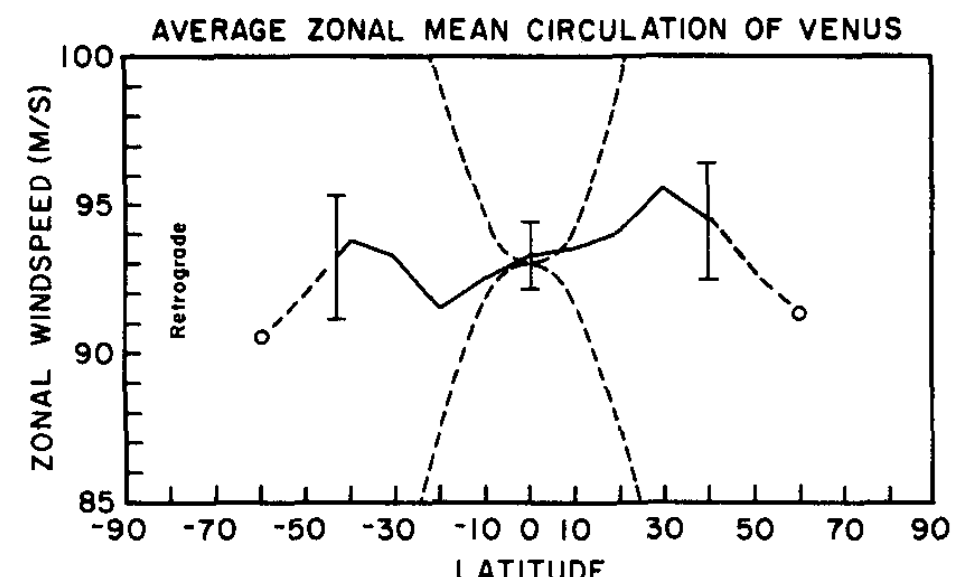 AVERAGE ZONAL MEAN CIRCULATION OF VENUS
ZONAL WINDSPEED (M/S)
100
95
90
85
Retrograde
-90 -70 -50 -30 -10 0 10 30 50 70 90
LATITUDE